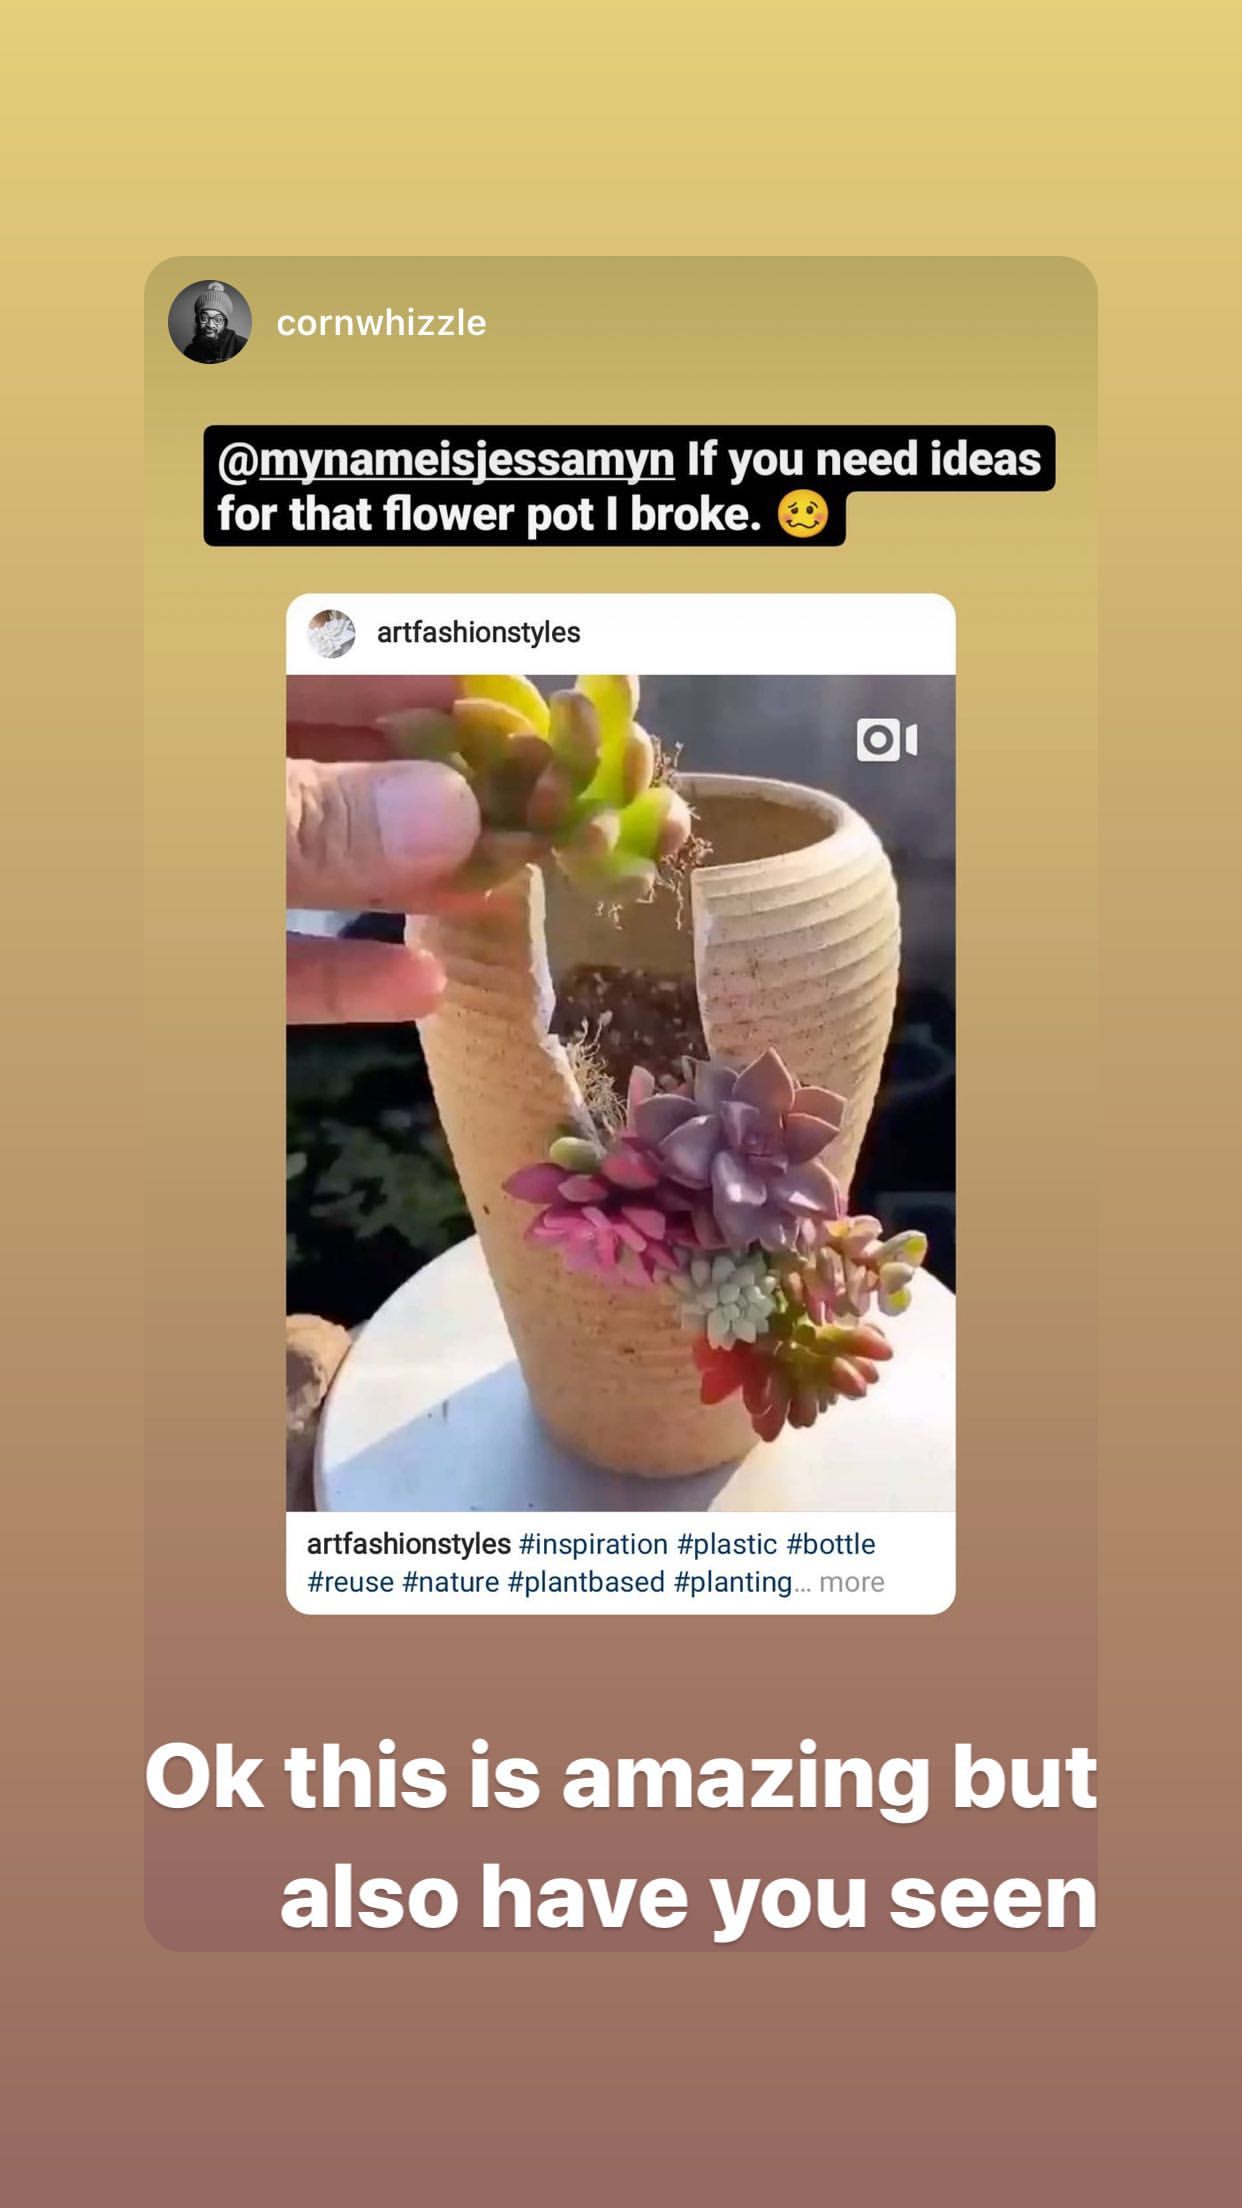 cornwhizzle
@mynameisjessamyn If you need ideas
for that flower pot I broke. 🥴
artfashionstyles
artfashionstyles #inspiration #plastic #bottle
#reuse #nature #plantbased #planting... more
Ok this is amazing but
also have you seen